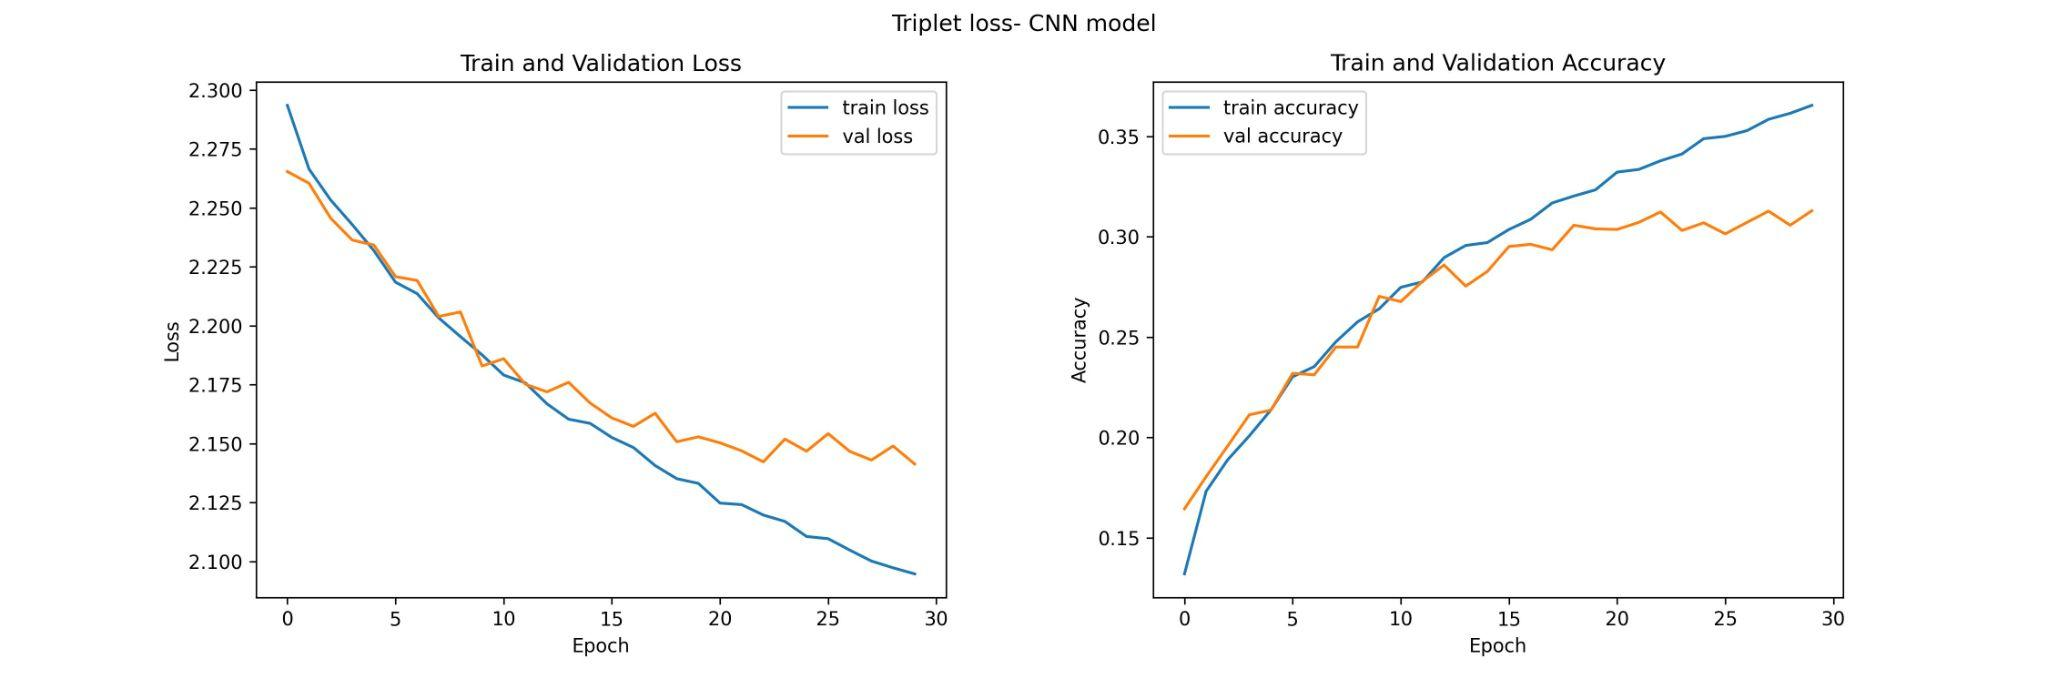 Triplet loss- CNN model
Train and Validation Loss
2.300
2.275
2.250
2.225
2.200
2.175
2.150
2.125
2.100
Loss
train loss
val loss
0 5 10 15 20 25 30
Epoch
Train and Validation Accuracy
0.35
0.30
0.25
0.20
0.15
Accuracy
train accuracy
val accuracy
0 5 10 15 20 25 30
Epoch